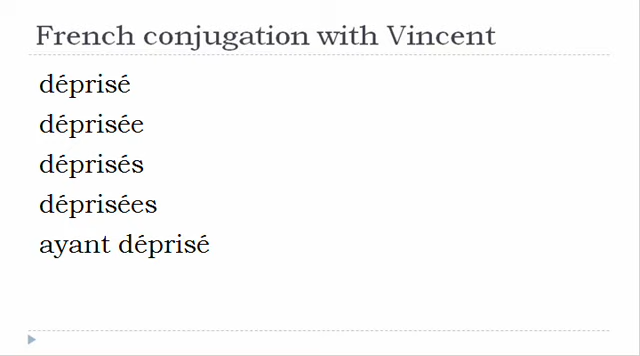 French conjugation with Vincent
déprisé
déprisée
déprisés
déprisées
ayant déprisé